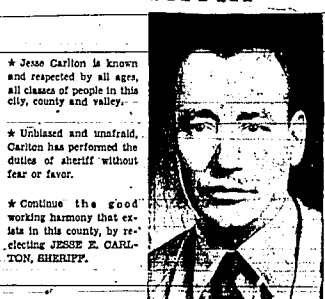 ★ Jesse Carlton is known
and respected by all ages,
all classes of people in this
city, county and valley.
★ Unbiased and unafraid,
Carlton has performed the
duties of sheriff without
fear or favor.
★ Continue the good
working harmony that ex-
ists in this county, by re-
electing JESSE E. CARL-
TON, SHERIFF.